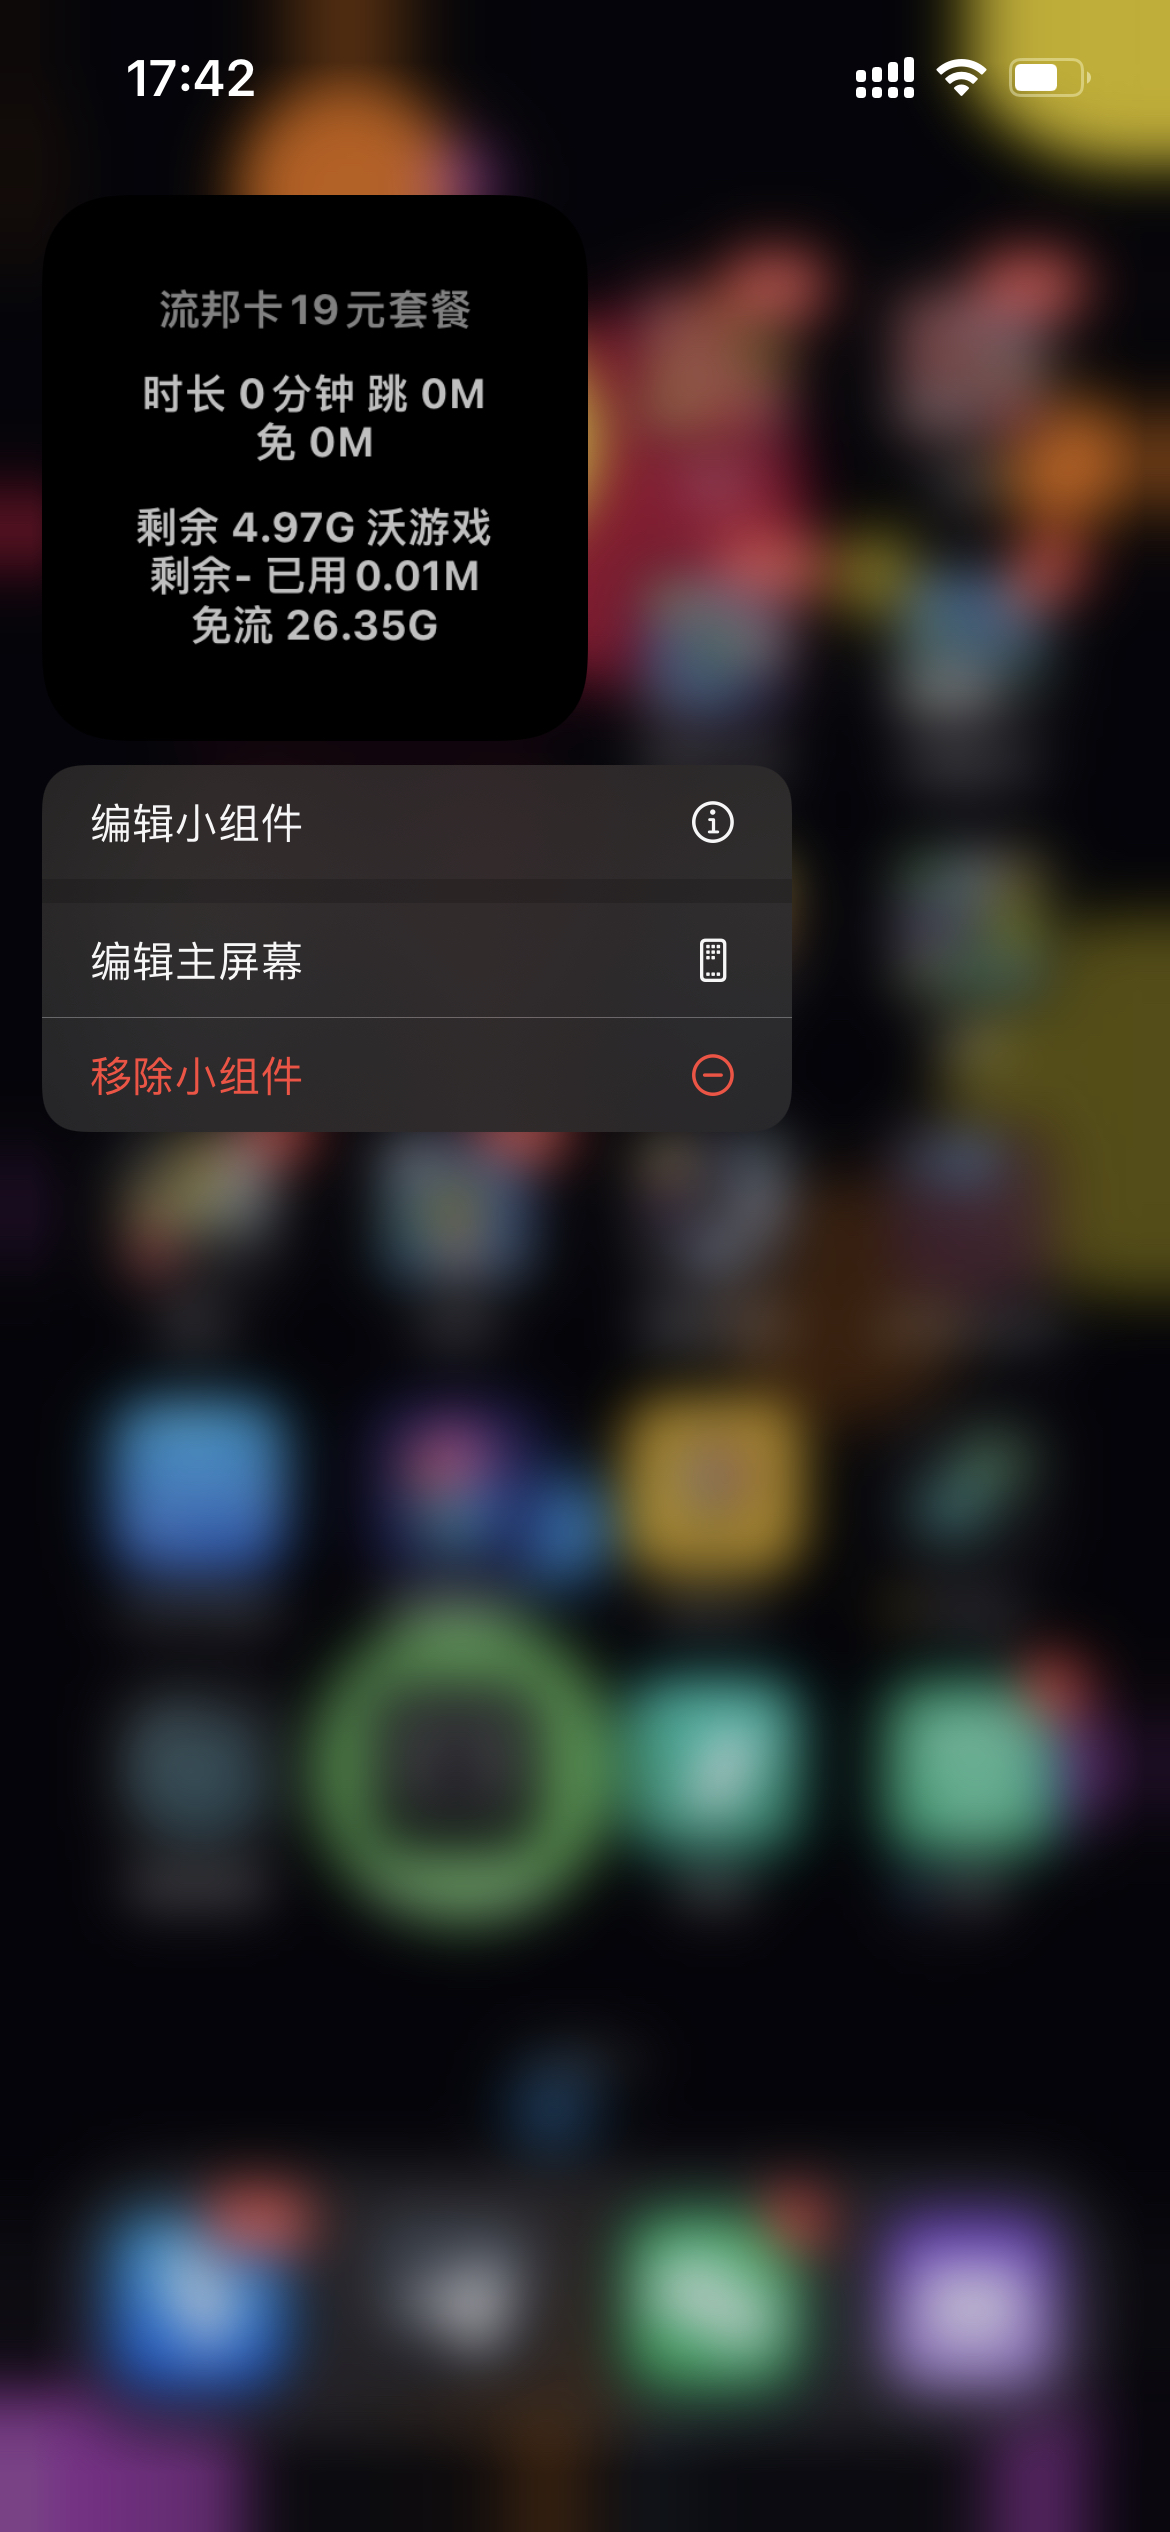 17:42
流邦卡19元套餐
时长 0分钟 跳 0M
免 0M
剩余 4.97G 沃游戏
剩余- 已用0.01M
免流 26.35G
编辑小组件
编辑主屏幕
移除小组件